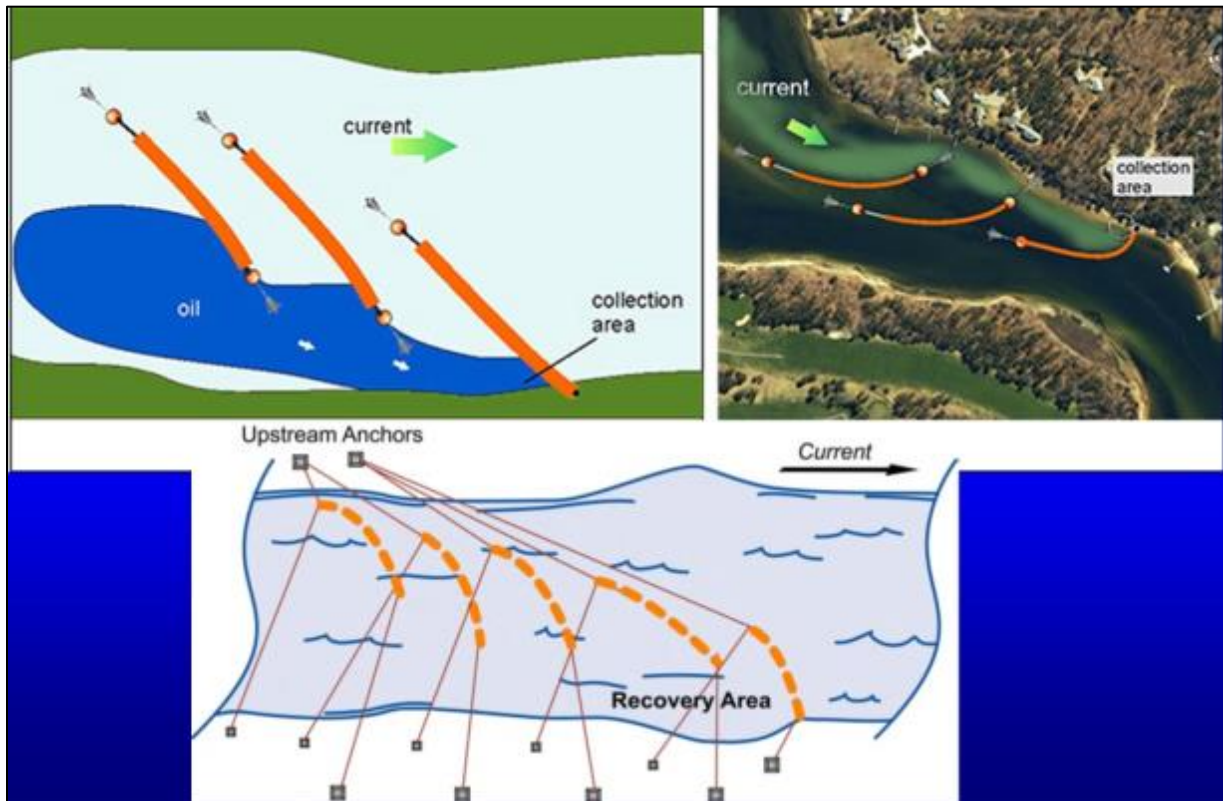 current
oil
collection
area
current
collection
area
Upstream Anchors
Current
Recovery Area